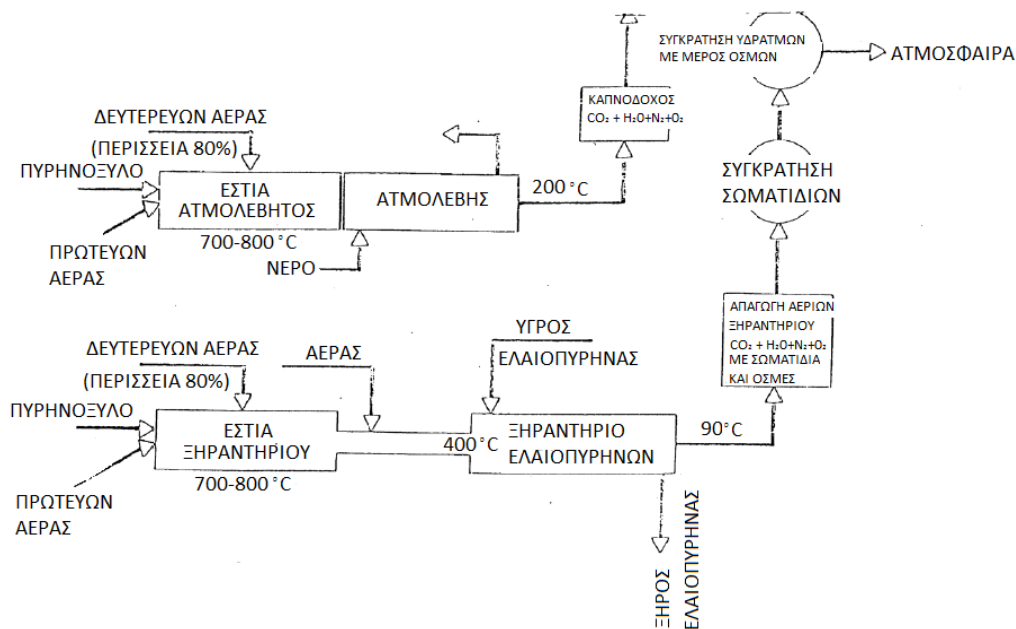 ΣΥΓΚΡΑΤΗΣΗ ΥΔΡΑΤΜΩΝ
ΜΕ ΜΕΡΟΣ ΟΣΜΩΝ
ΑΤΜΟΣΦΑΙΡΑ
ΚΑΠΝΟΔΟΧΟΣ
CO₂ + H₂O+N₂+O₂
ΔΕΥΤΕΡΕΥΩΝ ΑΕΡΑΣ
(ΠΕΡΙΣΣΕΙΑ 80%)
ΠΥΡΗΝΟΞΥΛΟ
ΕΣΤΙΑ
ΑΤΜΟΛΕΒΗΤΟΣ
ΑΤΜΟΛΕΒΗΣ
200°C
ΣΥΓΚΡΑΤΗΣΗ
ΣΩΜΑΤΙΔΙΩΝ
700-800°C
ΠΡΩΤΕΥΩΝ
ΑΕΡΑΣ
ΝΕΡΟ
ΑΠΑΓΩΓΗ ΑΕΡΙΩΝ
ΞΗΡΑΝΤΗΡΙΟΥ
CO₂ + H₂O+N₂+O₂
ΜΕ ΣΩΜΑΤΙΔΙΑ
ΚΑΙ ΟΣΜΕΣ
ΔΕΥΤΕΡΕΥΩΝ ΑΕΡΑΣ
(ΠΕΡΙΣΣΕΙΑ 80%)
ΑΕΡΑΣ
ΥΓΡΟΣ
ΕΛΑΙΟΠΥΡΗΝΑΣ
ΠΥΡΗΝΟΞΥΛΟ
ΕΣΤΙΑ
ΞΗΡΑΝΤΗΡΙΟΥ
400°C
ΞΗΡΑΝΤΗΡΙΟ
ΕΛΑΙΟΠΥΡΗΝΩΝ
90°C
700-800°C
ΠΡΩΤΕΥΩΝ
ΑΕΡΑΣ
ΞΗΡΟΣ
ΕΛΑΙΟΠΥΡΗΝΑΣ